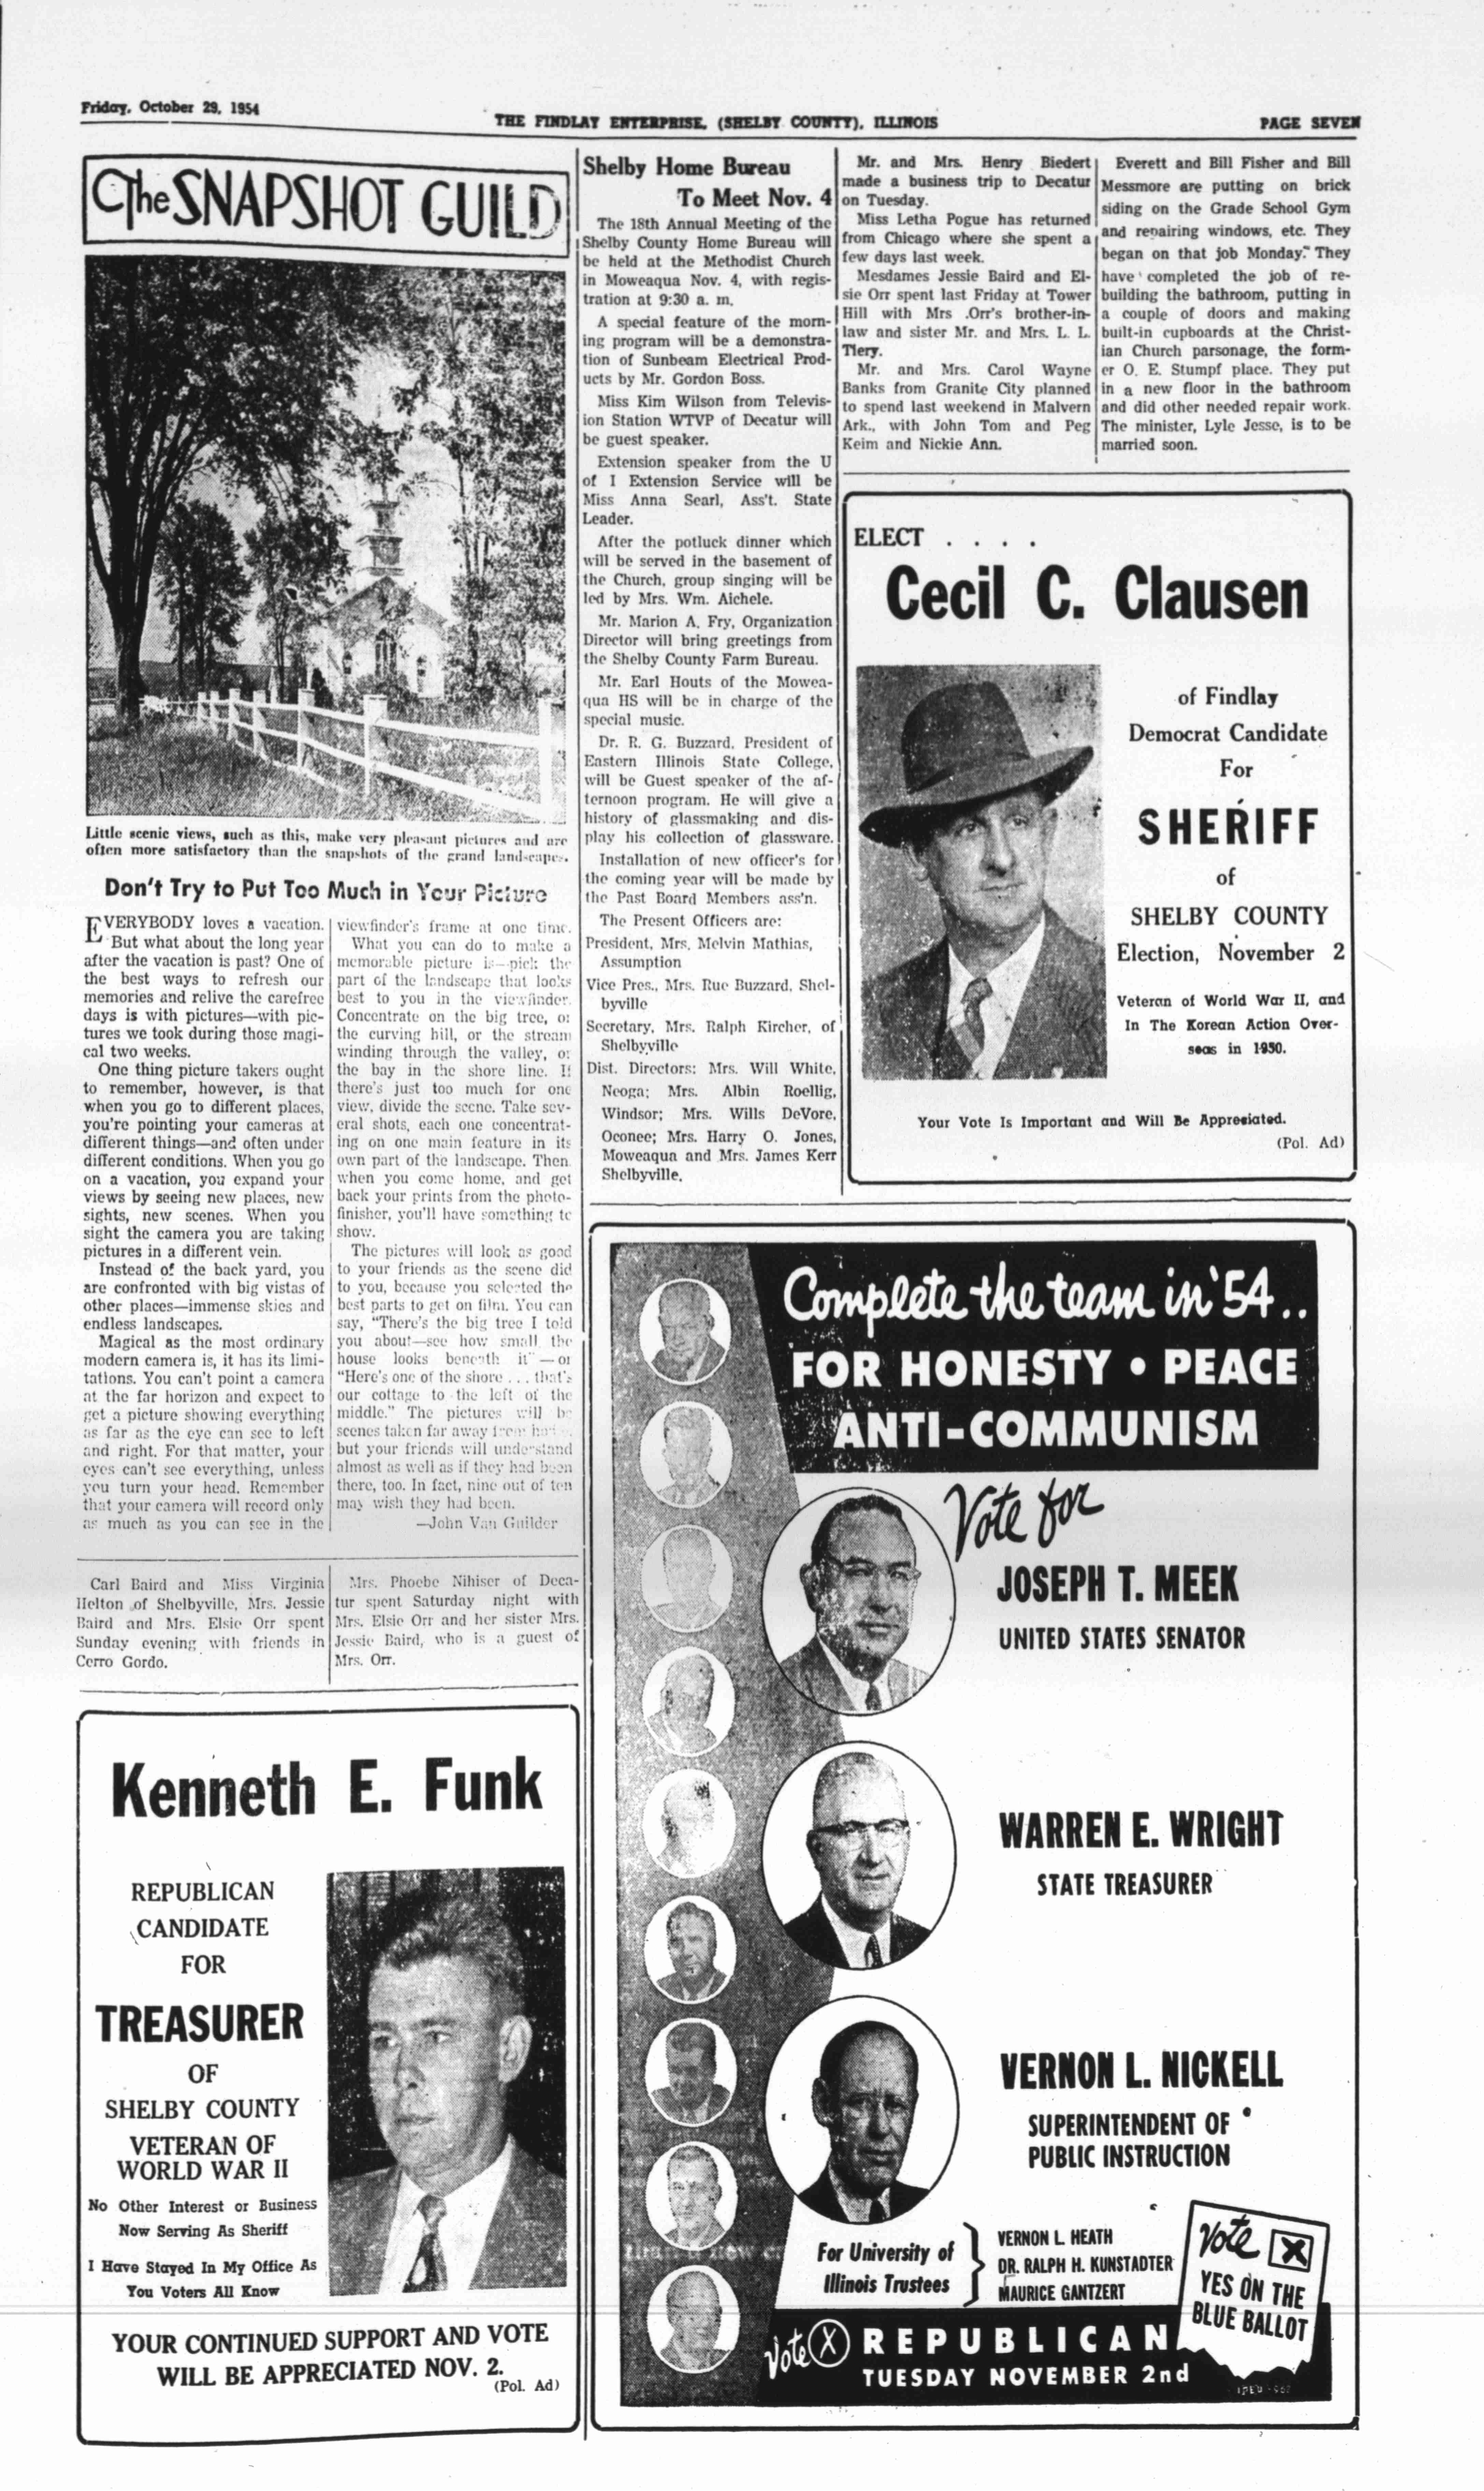 Friday, October 29, 1954
THE FINDLAY ENTERPRISE, (SHELBY COUNTY), ILLINOIS
PAGE SEVEN
The SNAPSHOT GUILD
Little scenic views, such as this, make very pleasant pictures and are
often more satisfactory than the snapshots of the grand landscapes.
Don't Try to Put Too Much in Your Picture
EVERYBODY loves a vacation.
But what about the long year
after the vacation is past? One of
the best ways to refresh our
memories and relive the carefree
days is with pictures—with pic-
tures we took during those magi-
cal two weeks.
One thing picture takers ought
to remember, however, is that
when you go to different places,
you're pointing your cameras at
different things—and often under
different conditions. When you go
on a vacation, you expand your
views by seeing new places, new
sights, new scenes. When you
sight the camera you are taking
pictures in a different vein.
Instead of the back yard, you
are confronted with big vistas of
other places—immense skies and
endless landscapes.
Magical as the most ordinary
modern camera is, it has its limi-
tations. You can't point a camera
at the far horizon and expect to
get a picture showing everything
as far as the eye can see to left
and right. For that matter, your
eyes can't see everything, unless
you turn your head. Remember
that your camera will record only
as much as you can see in the
viewfinder's frame at one time.
What you can do to make a
memorable picture is—pick the
part of the landscape that looks
best to you in the viewfinder.
Concentrate on the big tree, or
the curving hill, or the stream
winding through the valley, or
the bay in the shore line. If
there's just too much for one
view, divide the scene. Take sev-
eral shots, each one concentrat-
ing on one main feature in its
own part of the landscape. Then
when you come home, and get
back your prints from the photo-
finisher, you'll have something to
show.
The pictures will look as good
to your friends as the scene did
to you, because you selected the
best parts to get on film. You can
say, "There's the big tree I told
you about—see how small the
house looks beneath it"—or
"Here's one of the shore . . . that's
our cottage to the left of the
middle." The pictures will be
scenes taken far away from
but your friends will understand
almost as well as if they had been
there, too. In fact, nine out of ten
may wish they had been.
—John Van Guilder
Carl Baird and Miss Virginia
Helton of Shelbyville, Mrs. Jessie
Baird and Mrs. Elsie Orr spent
Sunday evening with friends in
Cerro Gordo.
Mrs. Phoebe Nihiser of Deca-
tur spent Saturday night with
Mrs. Elsie Orr and her sister Mrs.
Jessie Baird, who is a guest of
Mrs. Orr.
Kenneth E. Funk
REPUBLICAN
CANDIDATE
FOR
TREASURER
OF
SHELBY COUNTY
VETERAN OF
WORLD WAR II
No Other Interest or Business
Now Serving As Sheriff
I Have Stayed In My Office As
You Voters All Know
YOUR CONTINUED SUPPORT AND VOTE
WILL BE APPRECIATED NOV. 2.
(Pol. Ad)
Shelby Home Bureau
To Meet Nov. 4
The 18th Annual Meeting of the
Shelby County Home Bureau will
be held at the Methodist Church
in Moweaqua Nov. 4, with regis-
tration at 9:30 a. m.
A special feature of the morn-
ing program will be a demonstra-
tion of Sunbeam Electrical Prod-
ucts by Mr. Gordon Boss.
Miss Kim Wilson from Televis-
ion Station WTVP of Decatur will
be guest speaker.
Extension speaker from the U
of I Extension Service will be
Miss Anna Searl, Ass't. State
Leader.
After the potluck dinner which
will be served in the basement of
the Church, group singing will be
led by Mrs. Wm. Aichele.
Mr. Marion A. Fry, Organization
Director will bring greetings from
the Shelby County Farm Bureau.
Mr. Earl Houts of the Mowea-
qua HS will be in charge of the
special music.
Dr. R. G. Buzzard, President of
Eastern Illinois State College,
will be Guest speaker of the af-
ternoon program. He will give a
history of glassmaking and dis-
play his collection of glassware.
Installation of new officer's for
the coming year will be made by
the Past Board Members ass'n.
The Present Officers are:
President, Mrs. Melvin Mathias,
Assumption
Vice Pres., Mrs. Rue Buzzard, Shel-
byville
Secretary, Mrs. Ralph Kircher, of
Shelbyville
Dist. Directors: Mrs. Will White,
Neoga; Mrs. Albin Roellig,
Windsor; Mrs. Wills DeVore,
Oconee; Mrs. Harry O. Jones,
Moweaqua and Mrs. James Kerr
Shelbyville.
Mr. and Mrs. Henry Biedert
made a business trip to Decatur
on Tuesday.
Miss Letha Pogue has returned
from Chicago where she spent a
few days last week.
Mesdames Jessie Baird and El-
sie Orr spent last Friday at Tower
Hill with Mrs .Orr's brother-in-
law and sister Mr. and Mrs. L. L.
Tlery.
Mr. and Mrs. Carol Wayne
Banks from Granite City planned
to spend last weekend in Malvern
Ark., with John Tom and Peg
Keim and Nickie Ann.
Everett and Bill Fisher and Bill
Messmore are putting on brick
siding on the Grade School Gym
and repairing windows, etc. They
began on that job Monday. They
have completed the job of re-
building the bathroom, putting in
a couple of doors and making
built-in cupboards at the Christ-
ian Church parsonage, the form-
er O. E. Stumpf place. They put
in a new floor in the bathroom
and did other needed repair work.
The minister, Lyle Jesse, is to be
married soon.
ELECT . . . .
Cecil C. Clausen
of Findlay
Democrat Candidate
For
SHERIFF
of
SHELBY COUNTY
Election, November 2
Veteran of World War II, and
In The Korean Action Over-
seas in 1950.
Your Vote Is Important and Will Be Appreciated.
(Pol. Ad)
Complete the team in '54 ..
FOR HONESTY • PEACE
ANTI-COMMUNISM
Vote for
JOSEPH T. MEEK
UNITED STATES SENATOR
WARREN E. WRIGHT
STATE TREASURER
VERNON L. NICKELL
SUPERINTENDENT OF
PUBLIC INSTRUCTION
For University of
Illinois Trustees
VERNON L. HEATH
DR. RALPH H. KUNSTADTER
MAURICE GANTZERT
Vote X
YES ON THE
BLUE BALLOT
Vote X REPUBLICAN
TUESDAY NOVEMBER 2nd